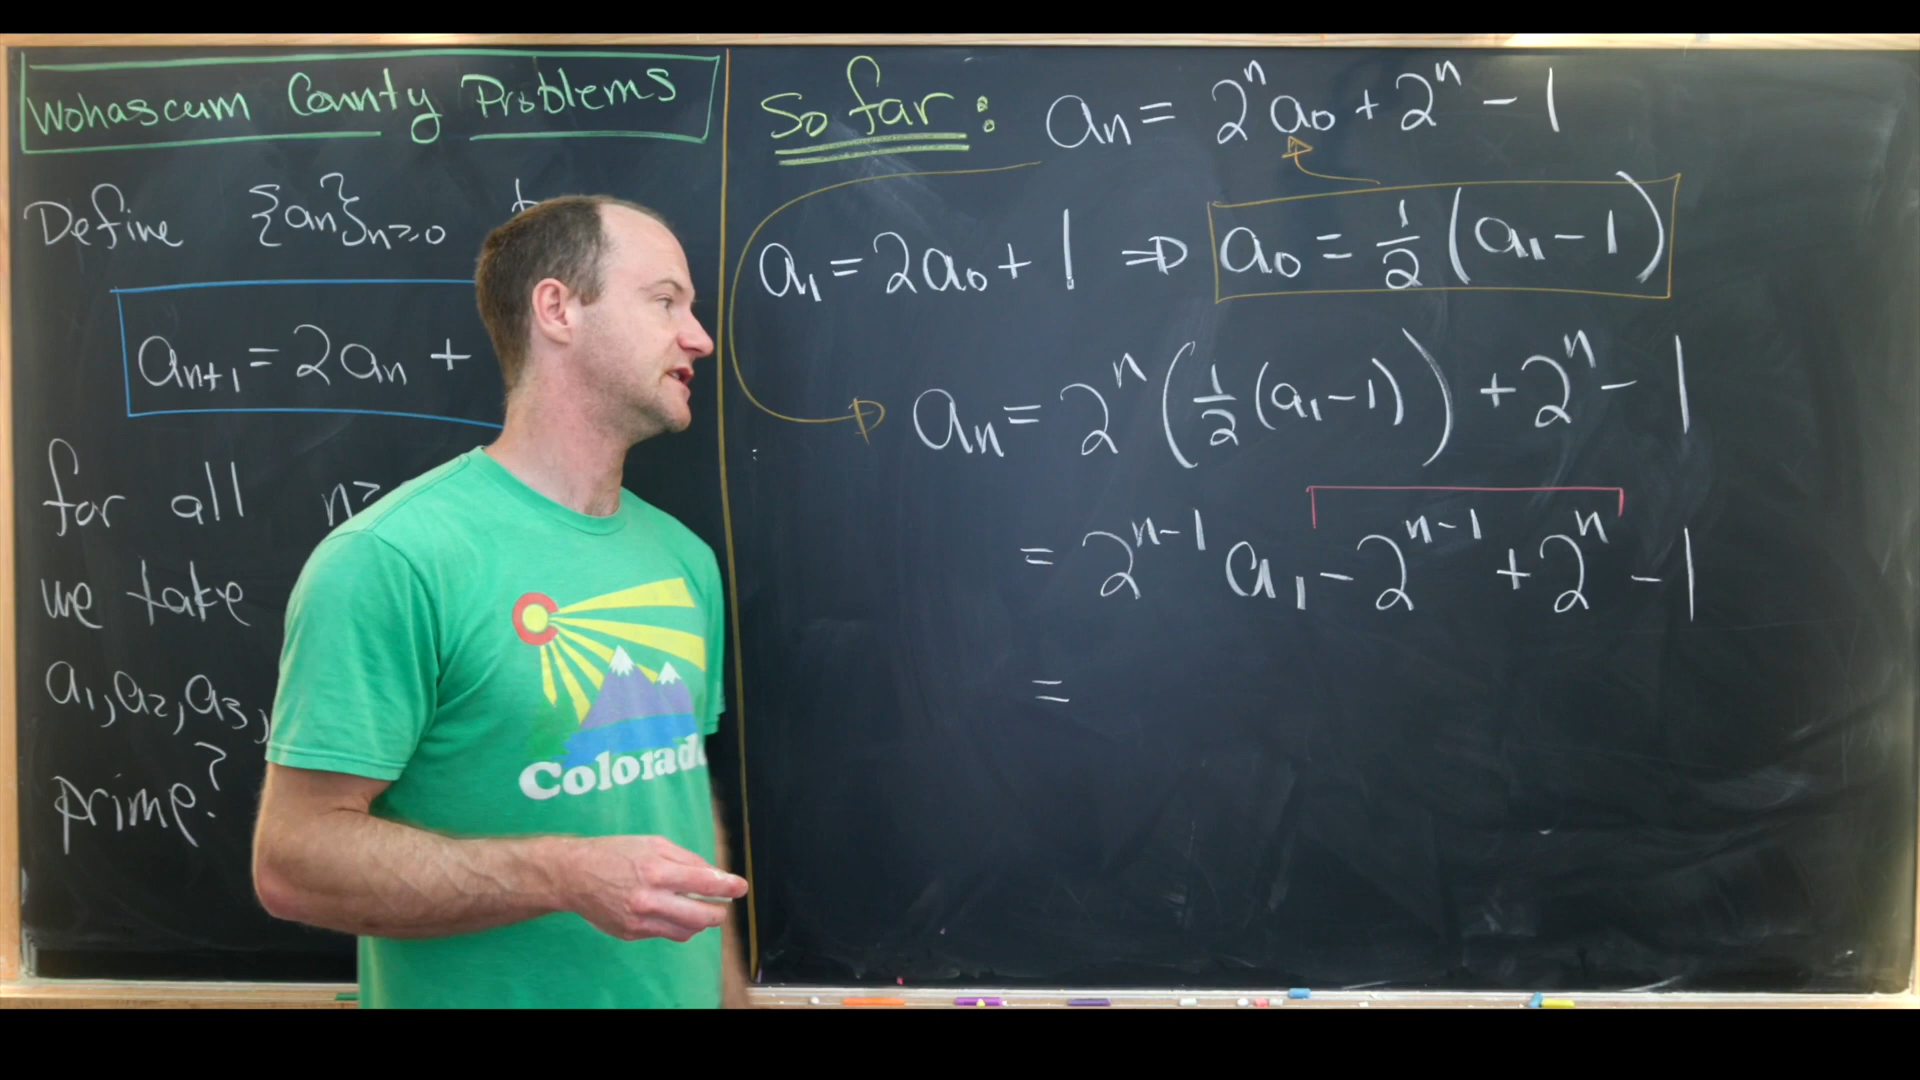 Wohascum County Problems
Define {an}n≥0
an+1 = 2an +
for all n≥
we take
a1, a2, a3,
prime?
So far: an = 2^n a0 + 2^n - 1
a1 = 2a0 + 1 ⇒ a0 = 1/2 (a1 - 1)
⇒ an = 2^n (1/2 (a1 - 1)) + 2^n - 1
= 2^(n-1) a1 - 2^(n-1) + 2^n - 1
=
C
Colorado